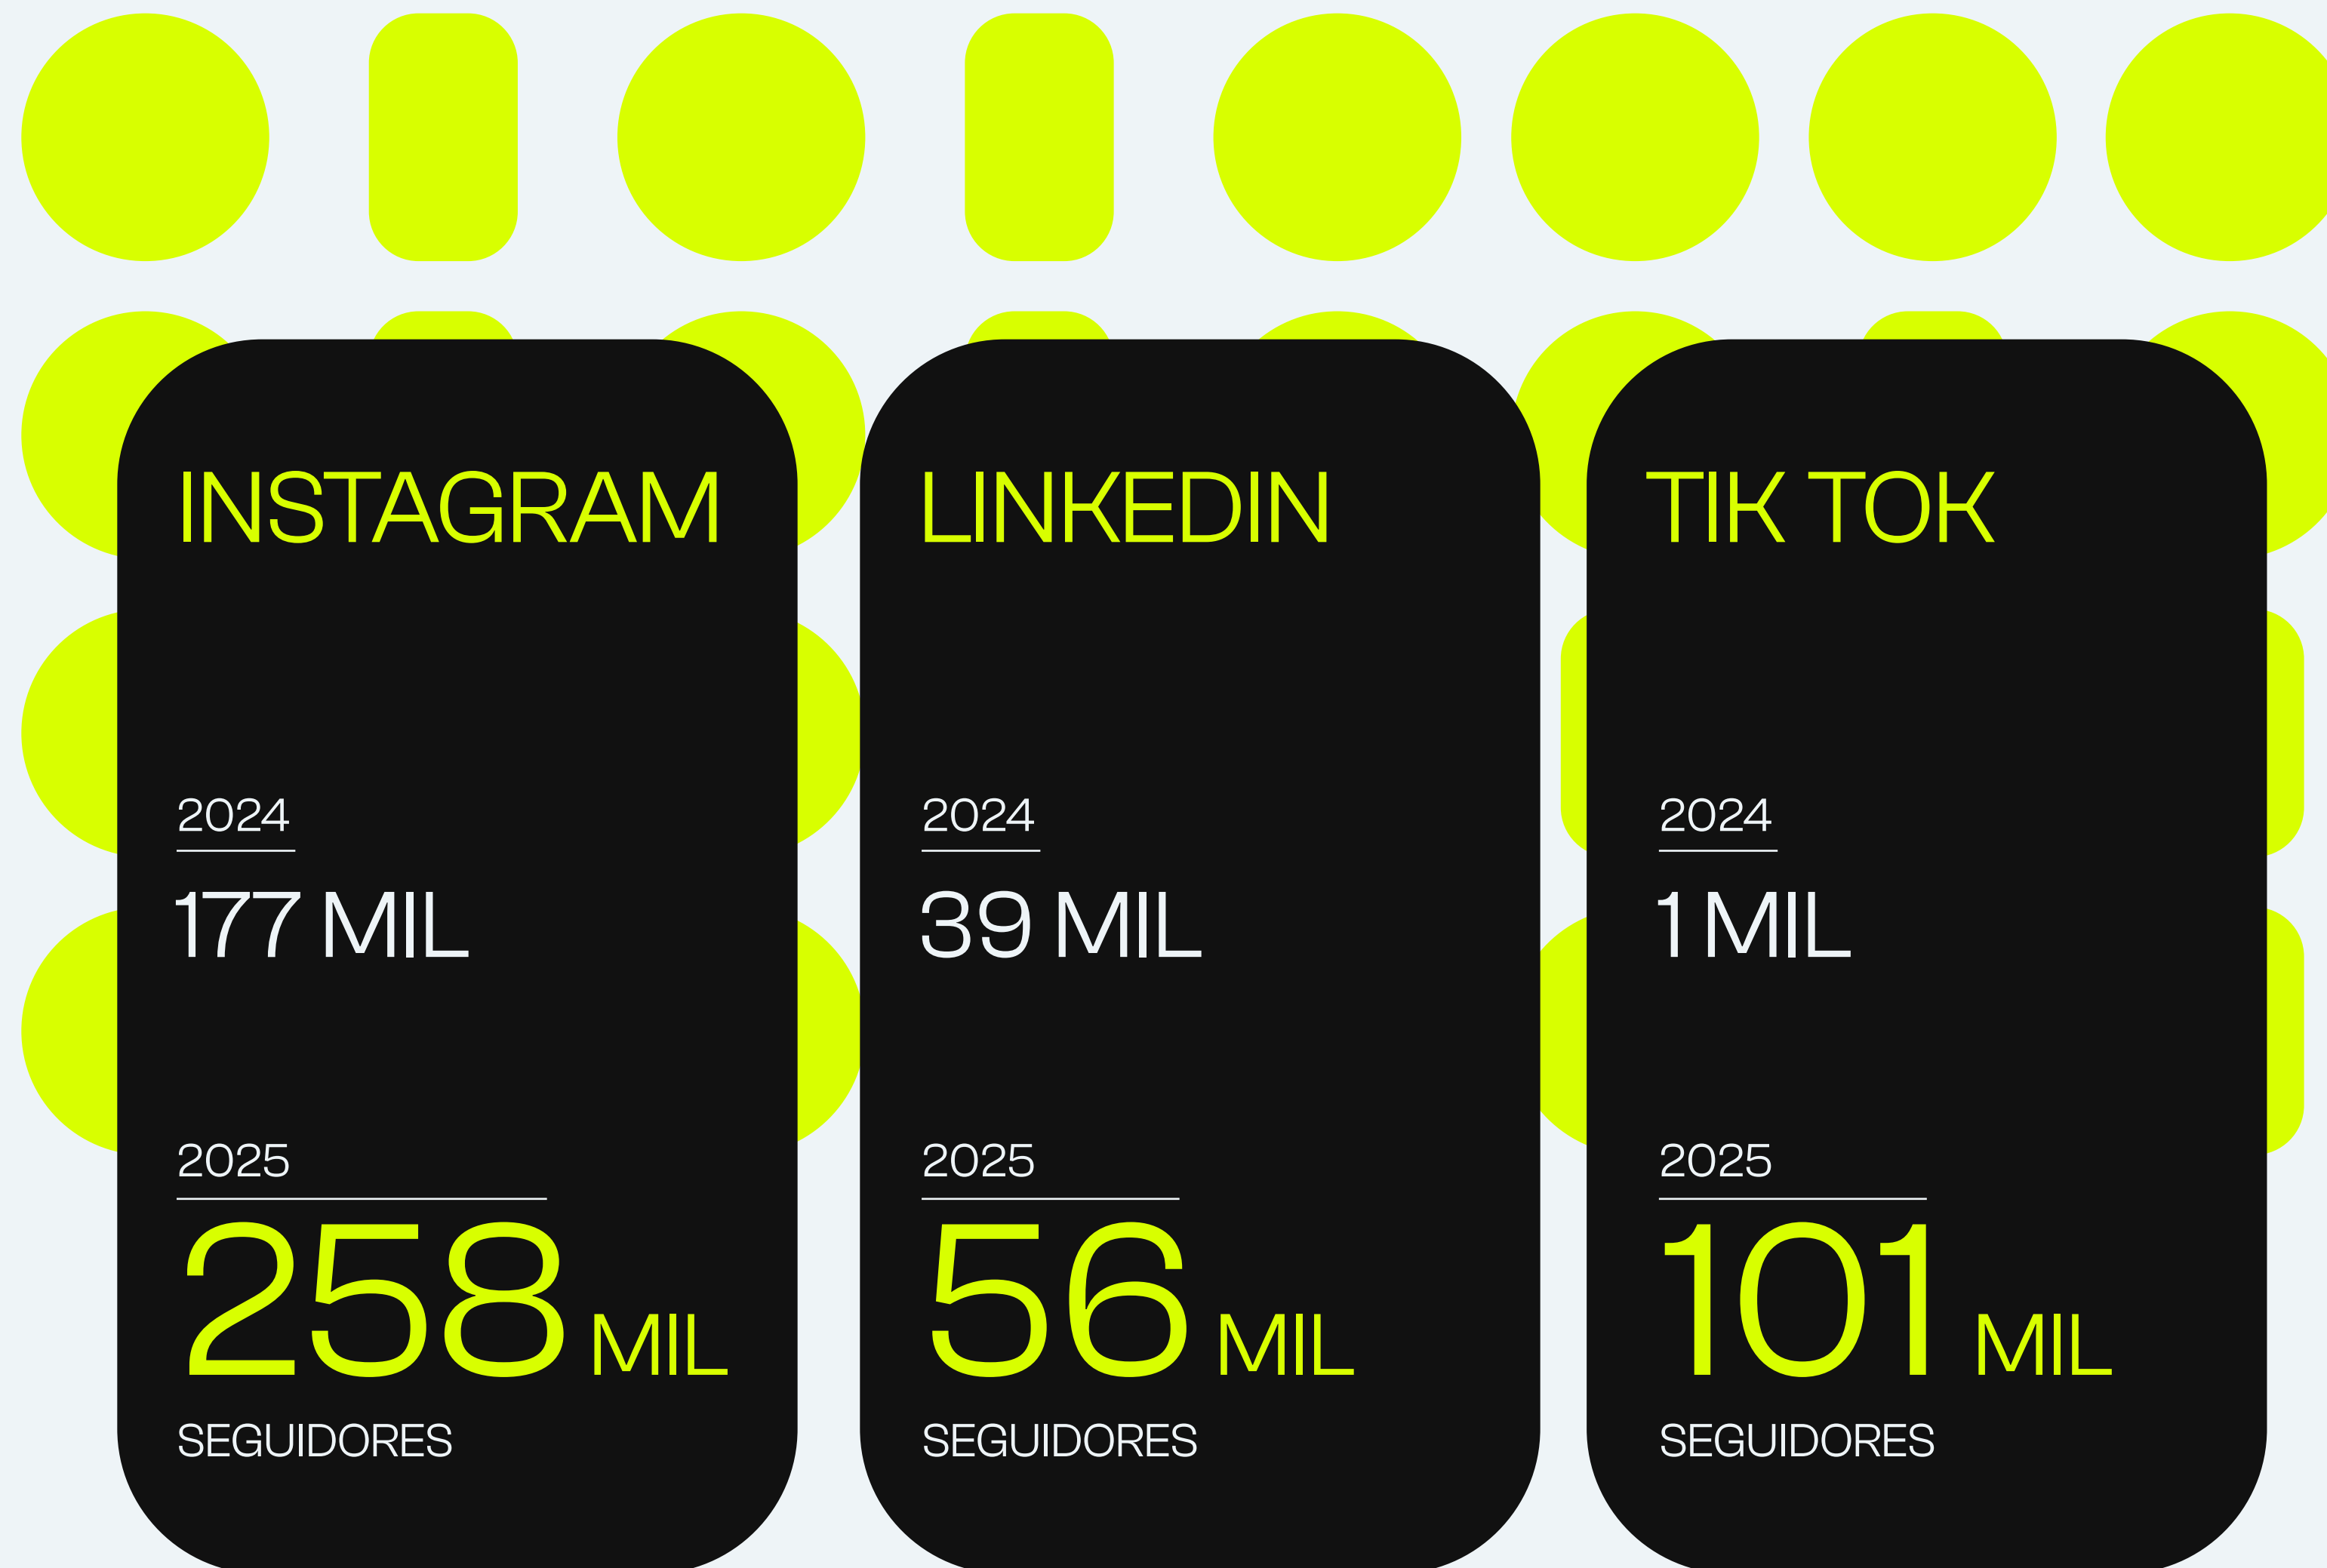 INSTAGRAM
2024
177 MIL
2025
258 MIL
SEGUIDORES
LINKEDIN
2024
39 MIL
2025
56 MIL
SEGUIDORES
TIK TOK
2024
1 MIL
2025
101 MIL
SEGUIDORES